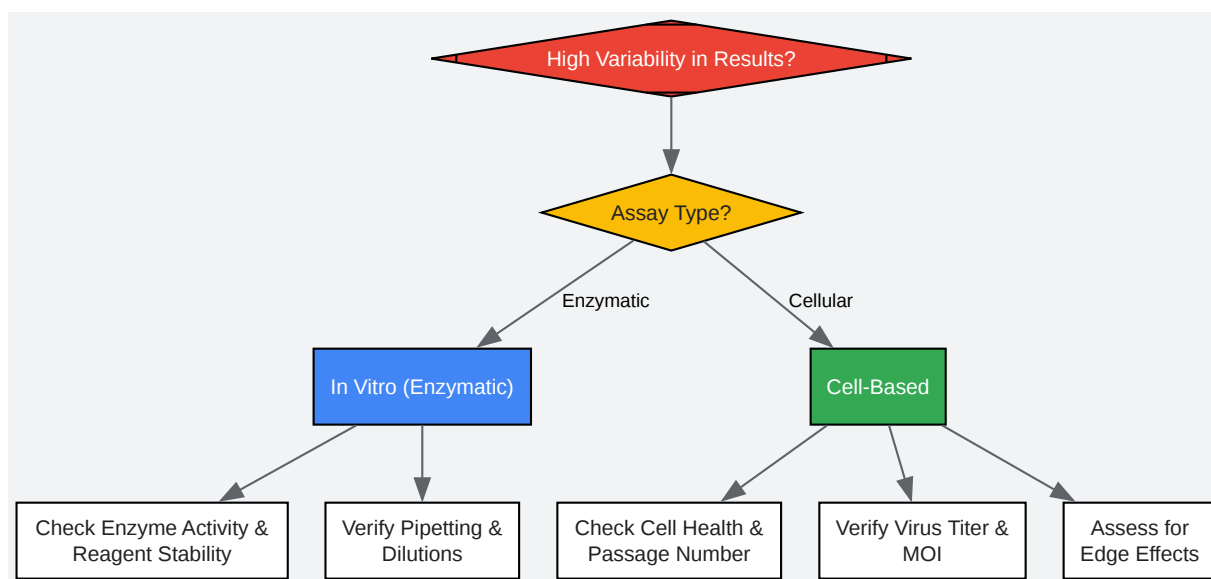 High Variability in Results?
Assay Type?
Enzymatic
Cellular
In Vitro (Enzymatic)
Cell-Based
Check Enzyme Activity &
Reagent Stability
Verify Pipetting &
Dilutions
Check Cell Health &
Passage Number
Verify Virus Titer &
MOI
Assess for
Edge Effects